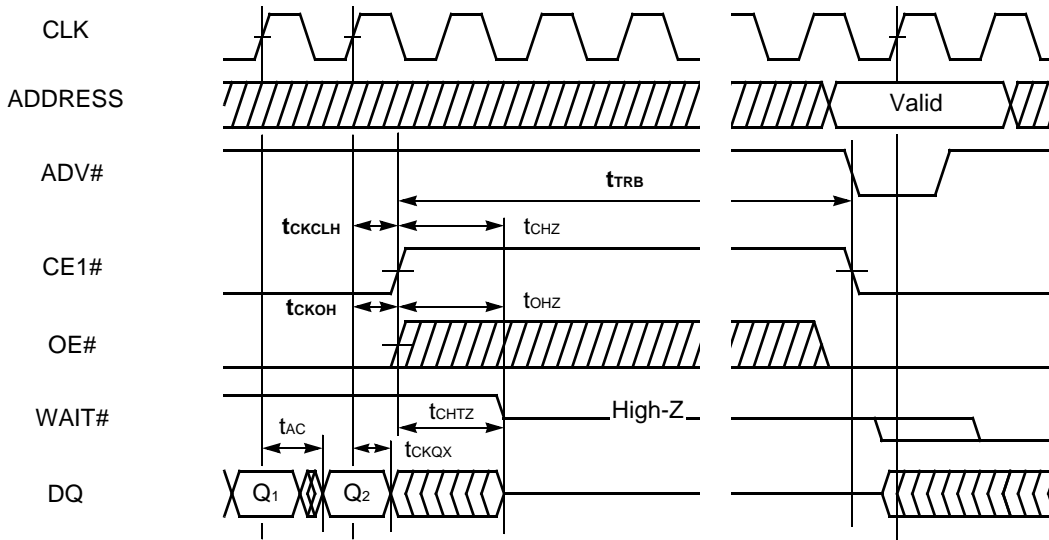 CLK
ADDRESS
Valid
ADV#
tTRB
tCKCLH
tCHZ
CE1#
tCKOH
tOHZ
OE#
WAIT#
tCHTZ
High-Z
tAC
tCKQX
DQ
Q1
Q2